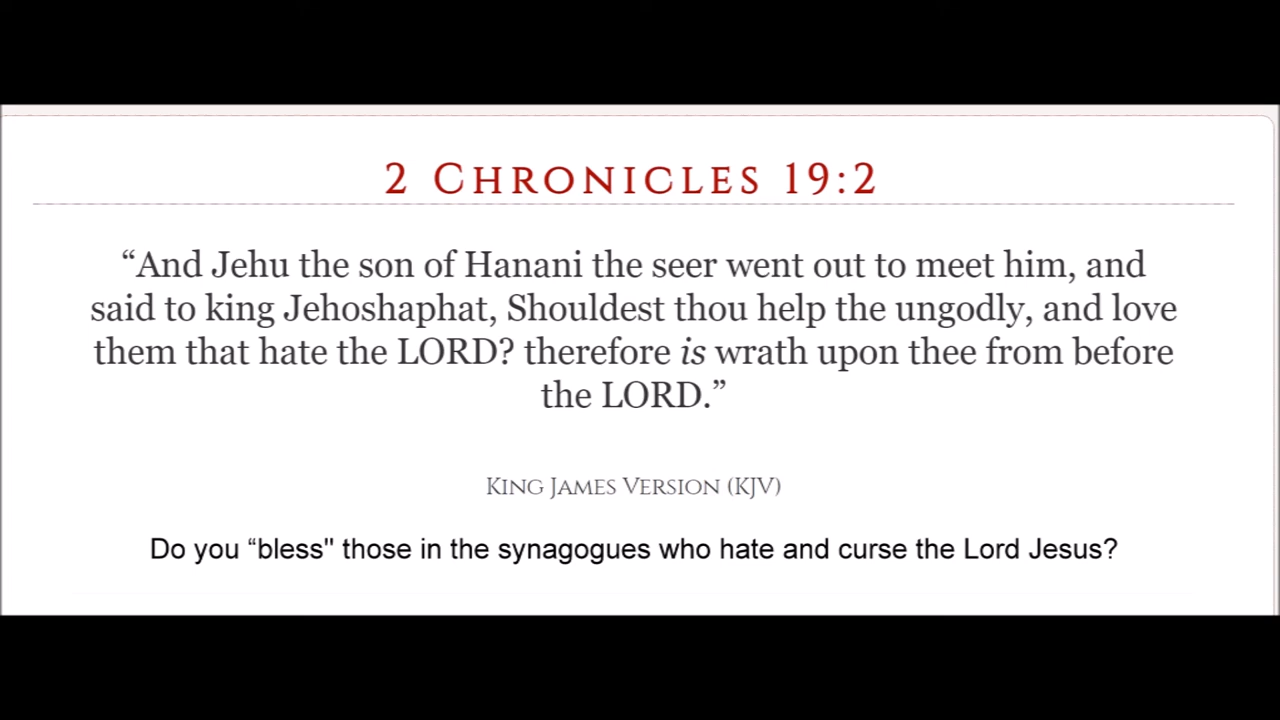 2 CHRONICLES 19:2
“And Jehu the son of Hanani the seer went out to meet him, and
said to king Jehoshaphat, Shouldest thou help the ungodly, and love
them that hate the LORD? therefore is wrath upon thee from before
the LORD.”
KING JAMES VERSION (KJV)
Do you “bless" those in the synagogues who hate and curse the Lord Jesus?